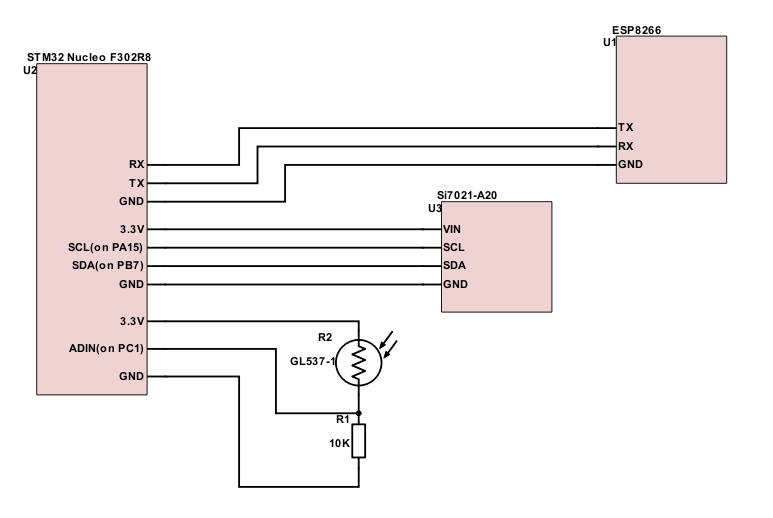 ESP8266
U1
TX
RX
GND
STM32 Nucleo F302R8
U2
RX
TX
GND
3.3V
SCL(on PA15)
SDA(on PB7)
GND
3.3V
ADIN(on PC1)
GND
Si7021-A20
U3
VIN
SCL
SDA
GND
R2
GL537-1
R1
10K